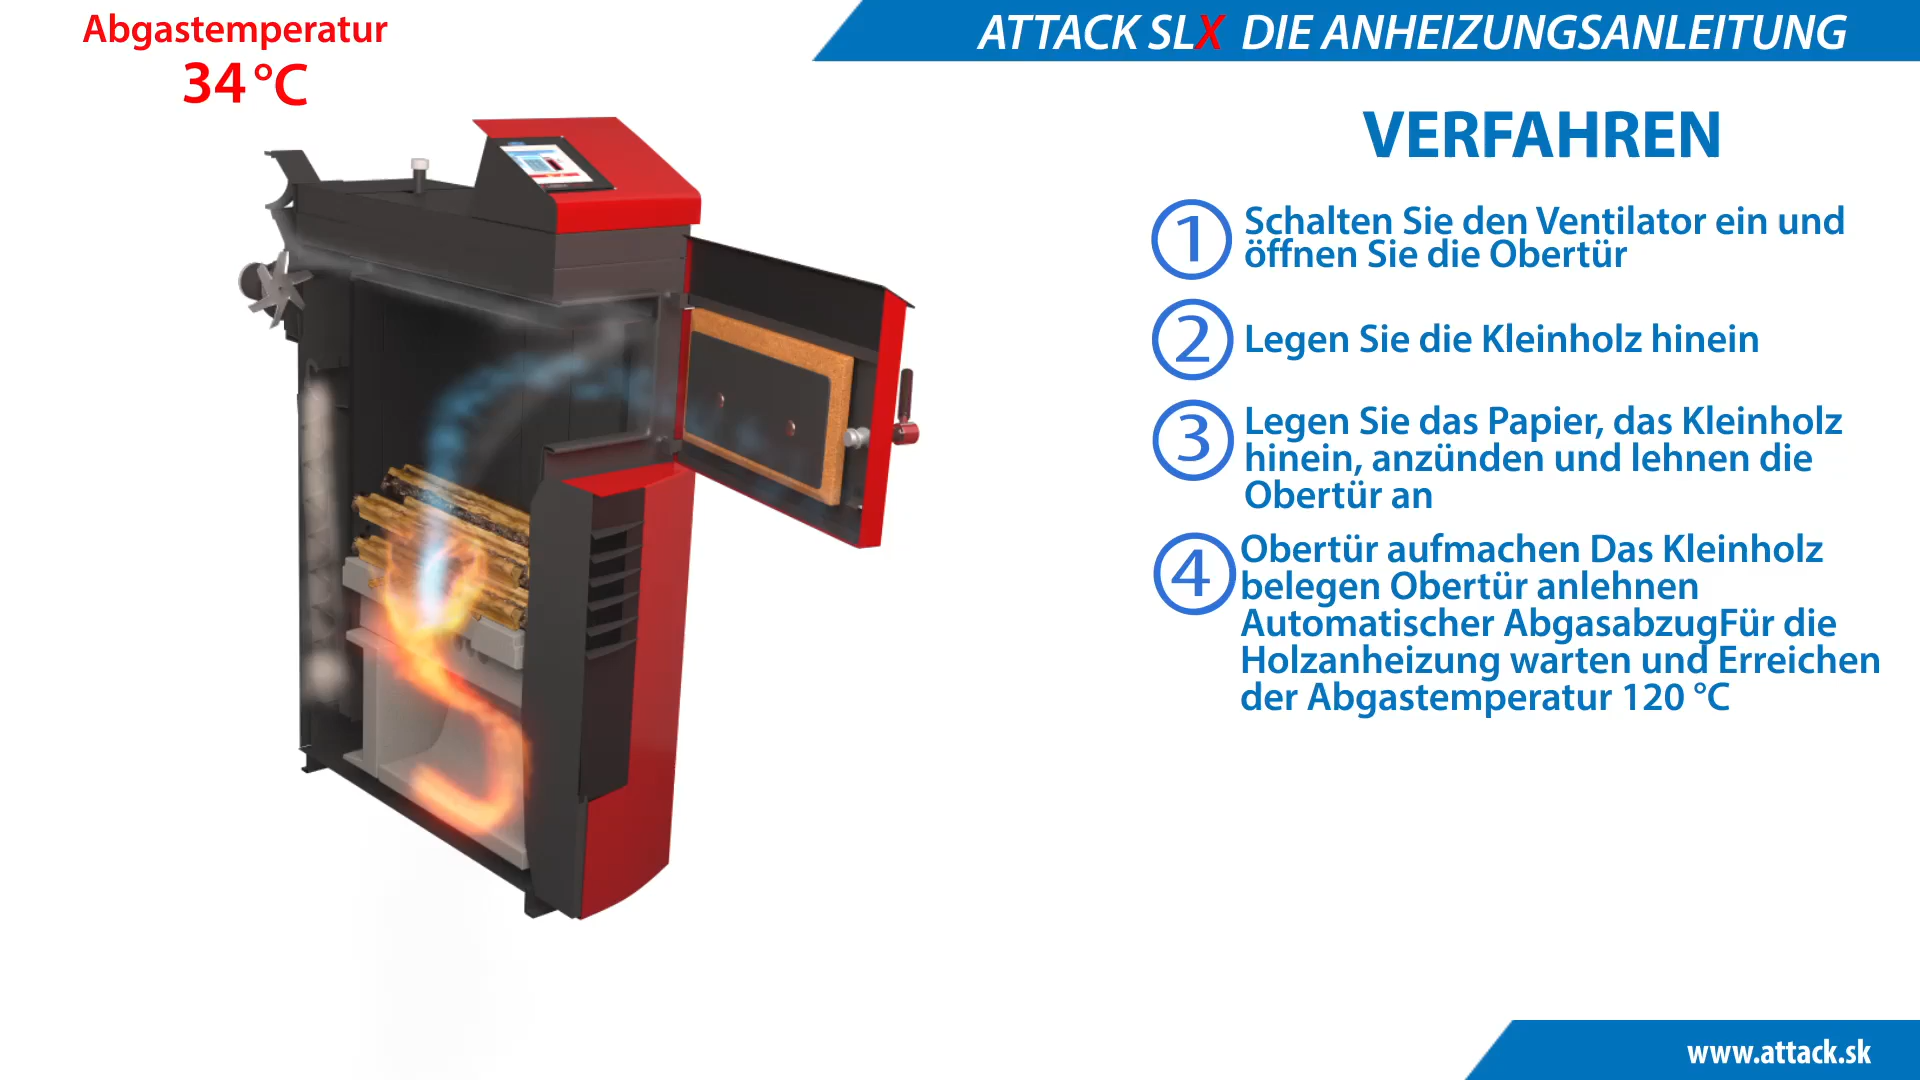 Abgastemperatur
34 °C
ATTACK SLX DIE ANHEIZUNGSANLEITUNG
VERFAHREN
1 Schalten Sie den Ventilator ein und
öffnen Sie die Obertür
2 Legen Sie die Kleinholz hinein
3 Legen Sie das Papier, das Kleinholz
hinein, anzünden und lehnen die
Obertür an
4 Obertür aufmachen Das Kleinholz
belegen Obertür anlehnen
Automatischer AbgasabzugFür die
Holzanheizung warten und Erreichen
der Abgastemperatur 120 °C
www.attack.sk